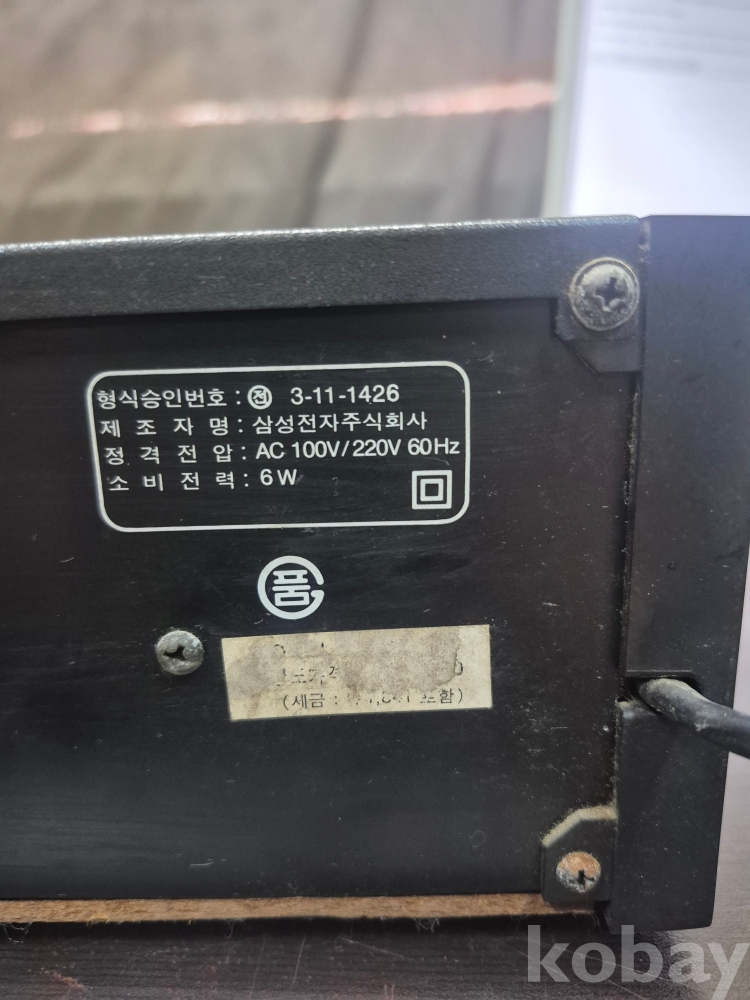 형식승인번호 : 전 3-11-1426
제 조 자 명 : 삼성전자주식회사
정 격 전 압 : AC 100V/220V 60Hz
소 비 전 력 : 6W
품
(세금 : 포함)
kobay